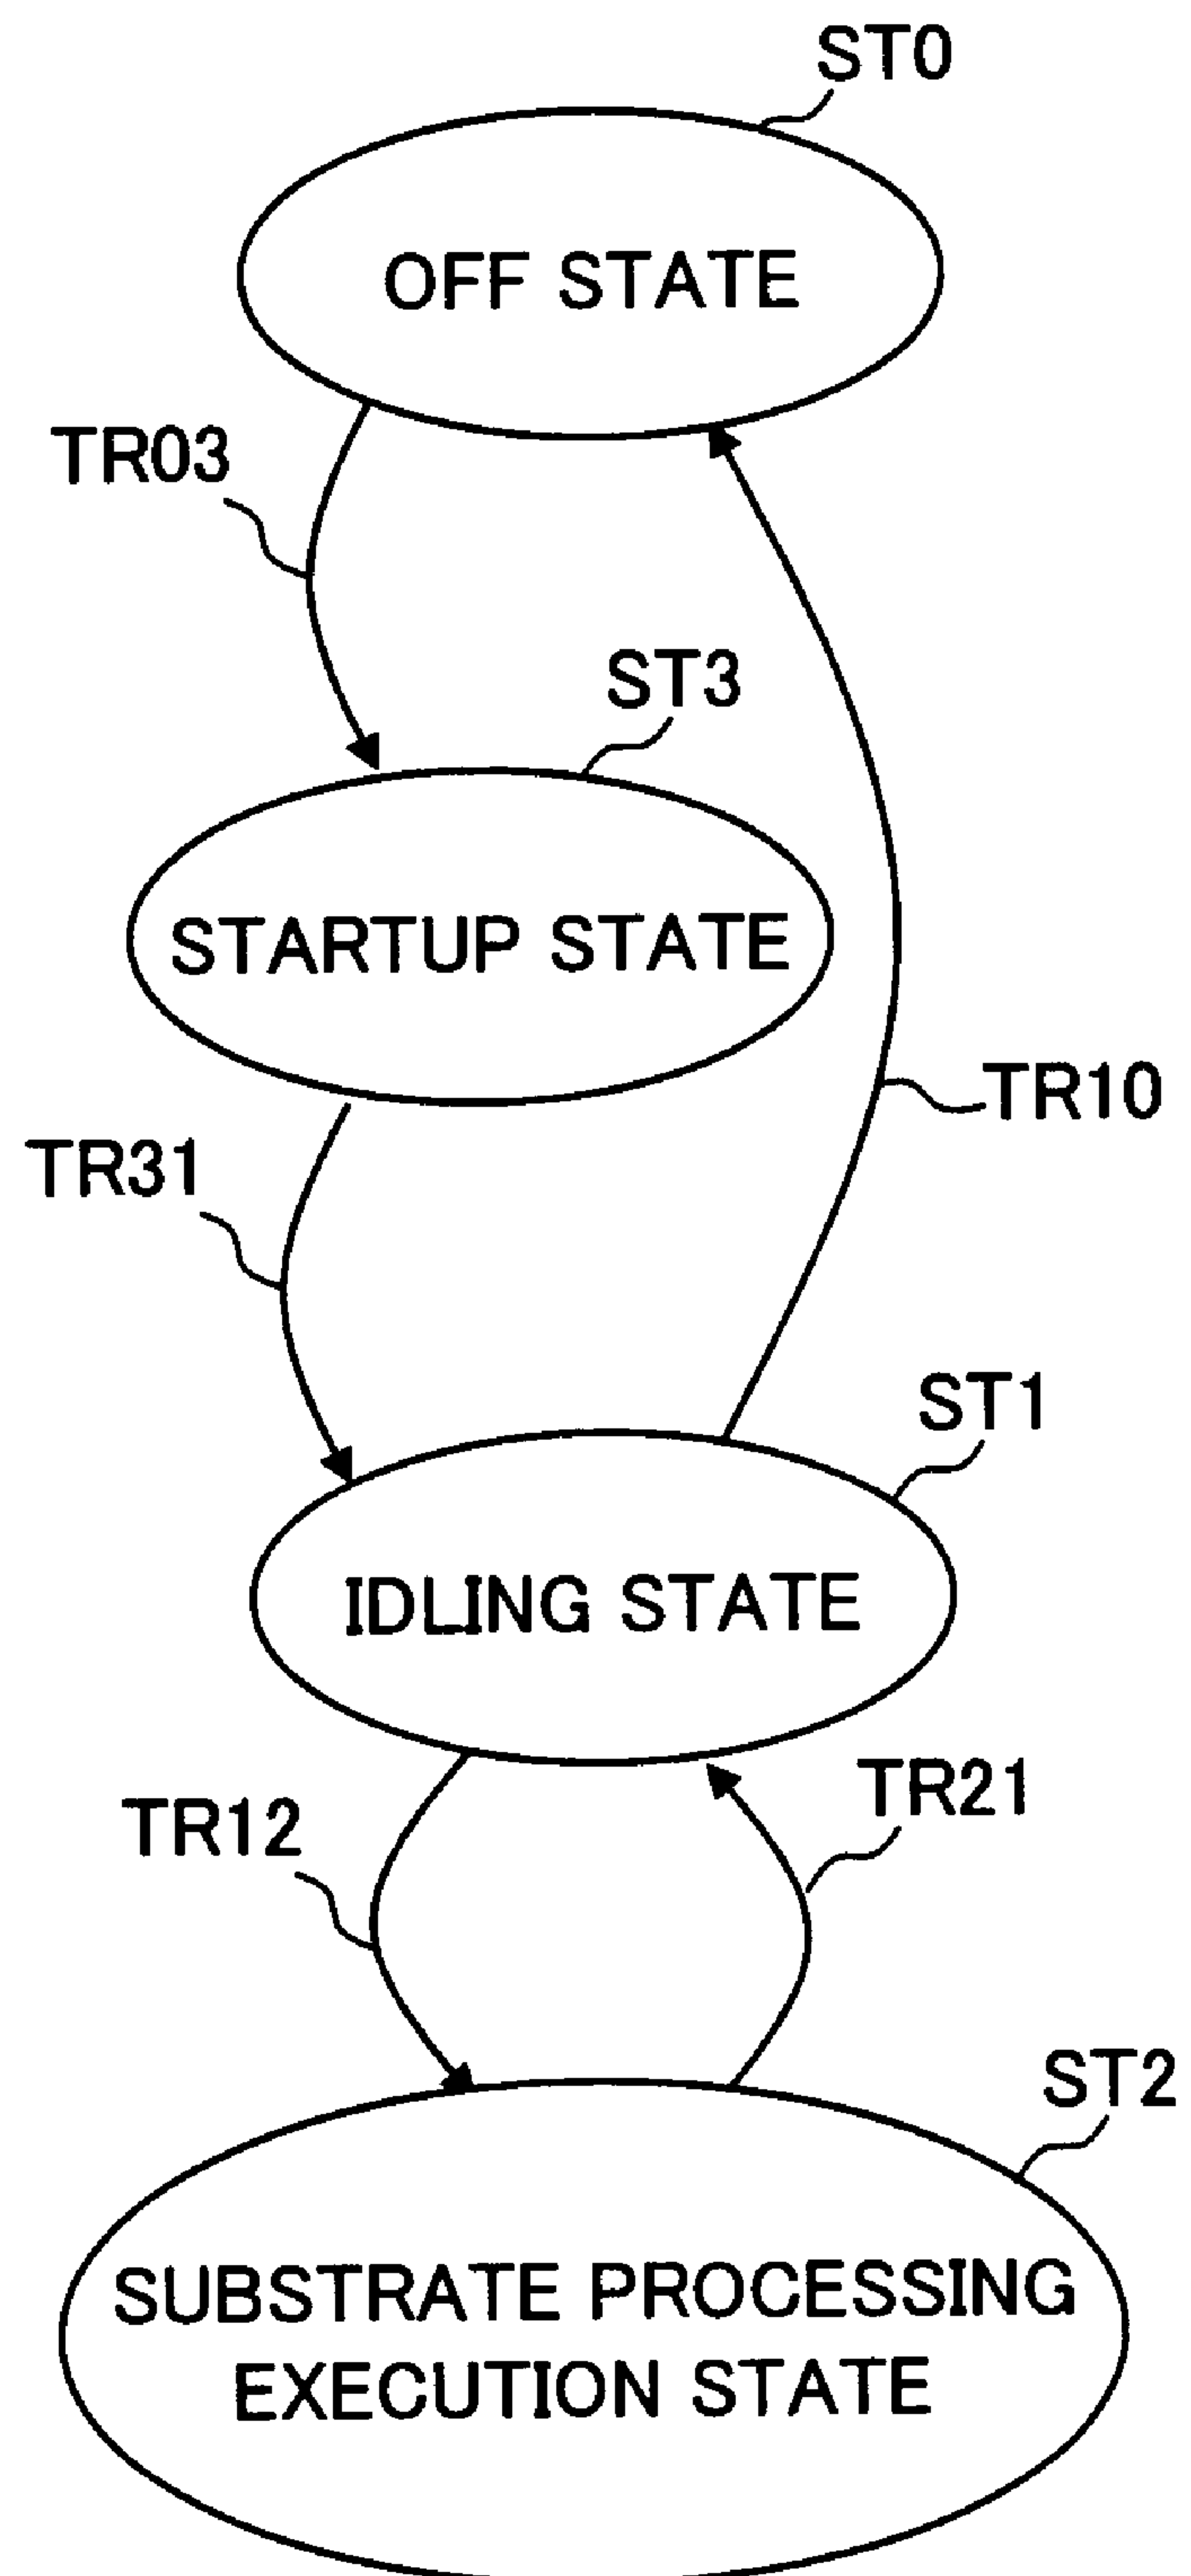 ST0
OFF STATE
TR03
ST3
STARTUP STATE
TR10
TR31
ST1
IDLING STATE
TR21
TR12
ST2
SUBSTRATE PROCESSING
EXECUTION STATE